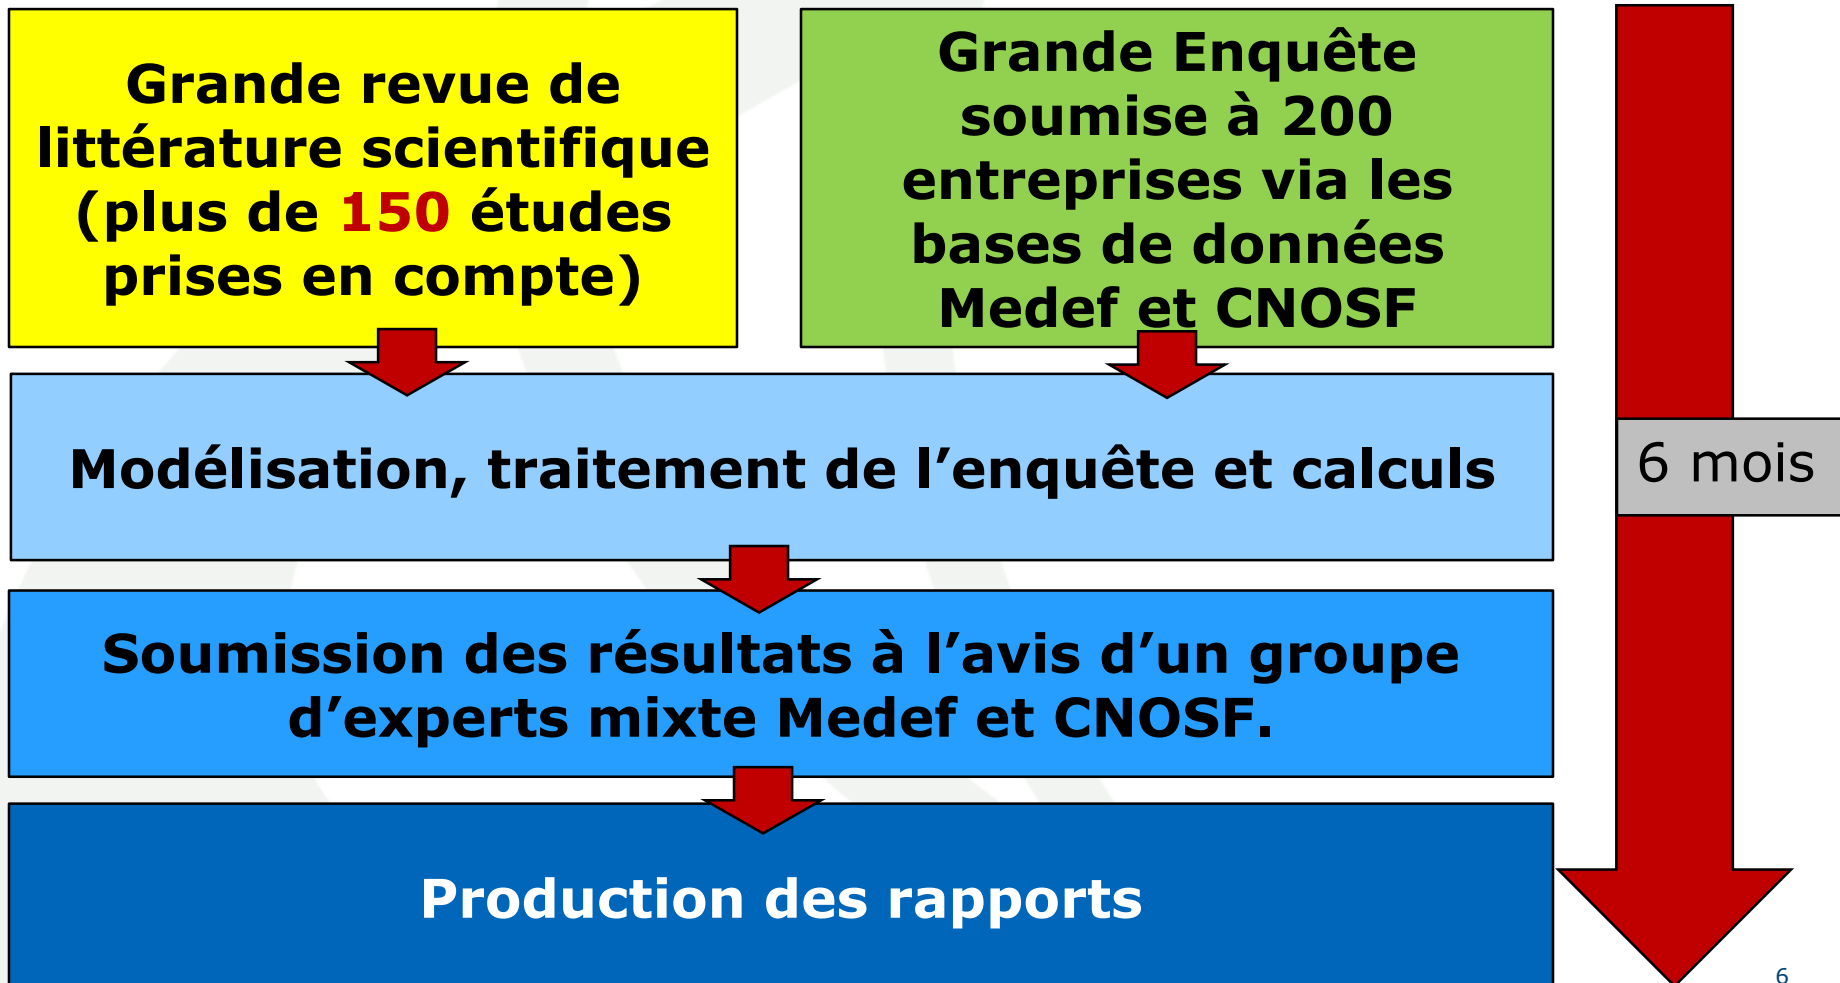 Grande revue de
littérature scientifique
(plus de 150 études
prises en compte)
Grande Enquête
soumise à 200
entreprises via les
bases de données
Medef et CNOSF
Modélisation, traitement de l’enquête et calculs
6 mois
Soumission des résultats à l’avis d’un groupe
d’experts mixte Medef et CNOSF.
Production des rapports
6